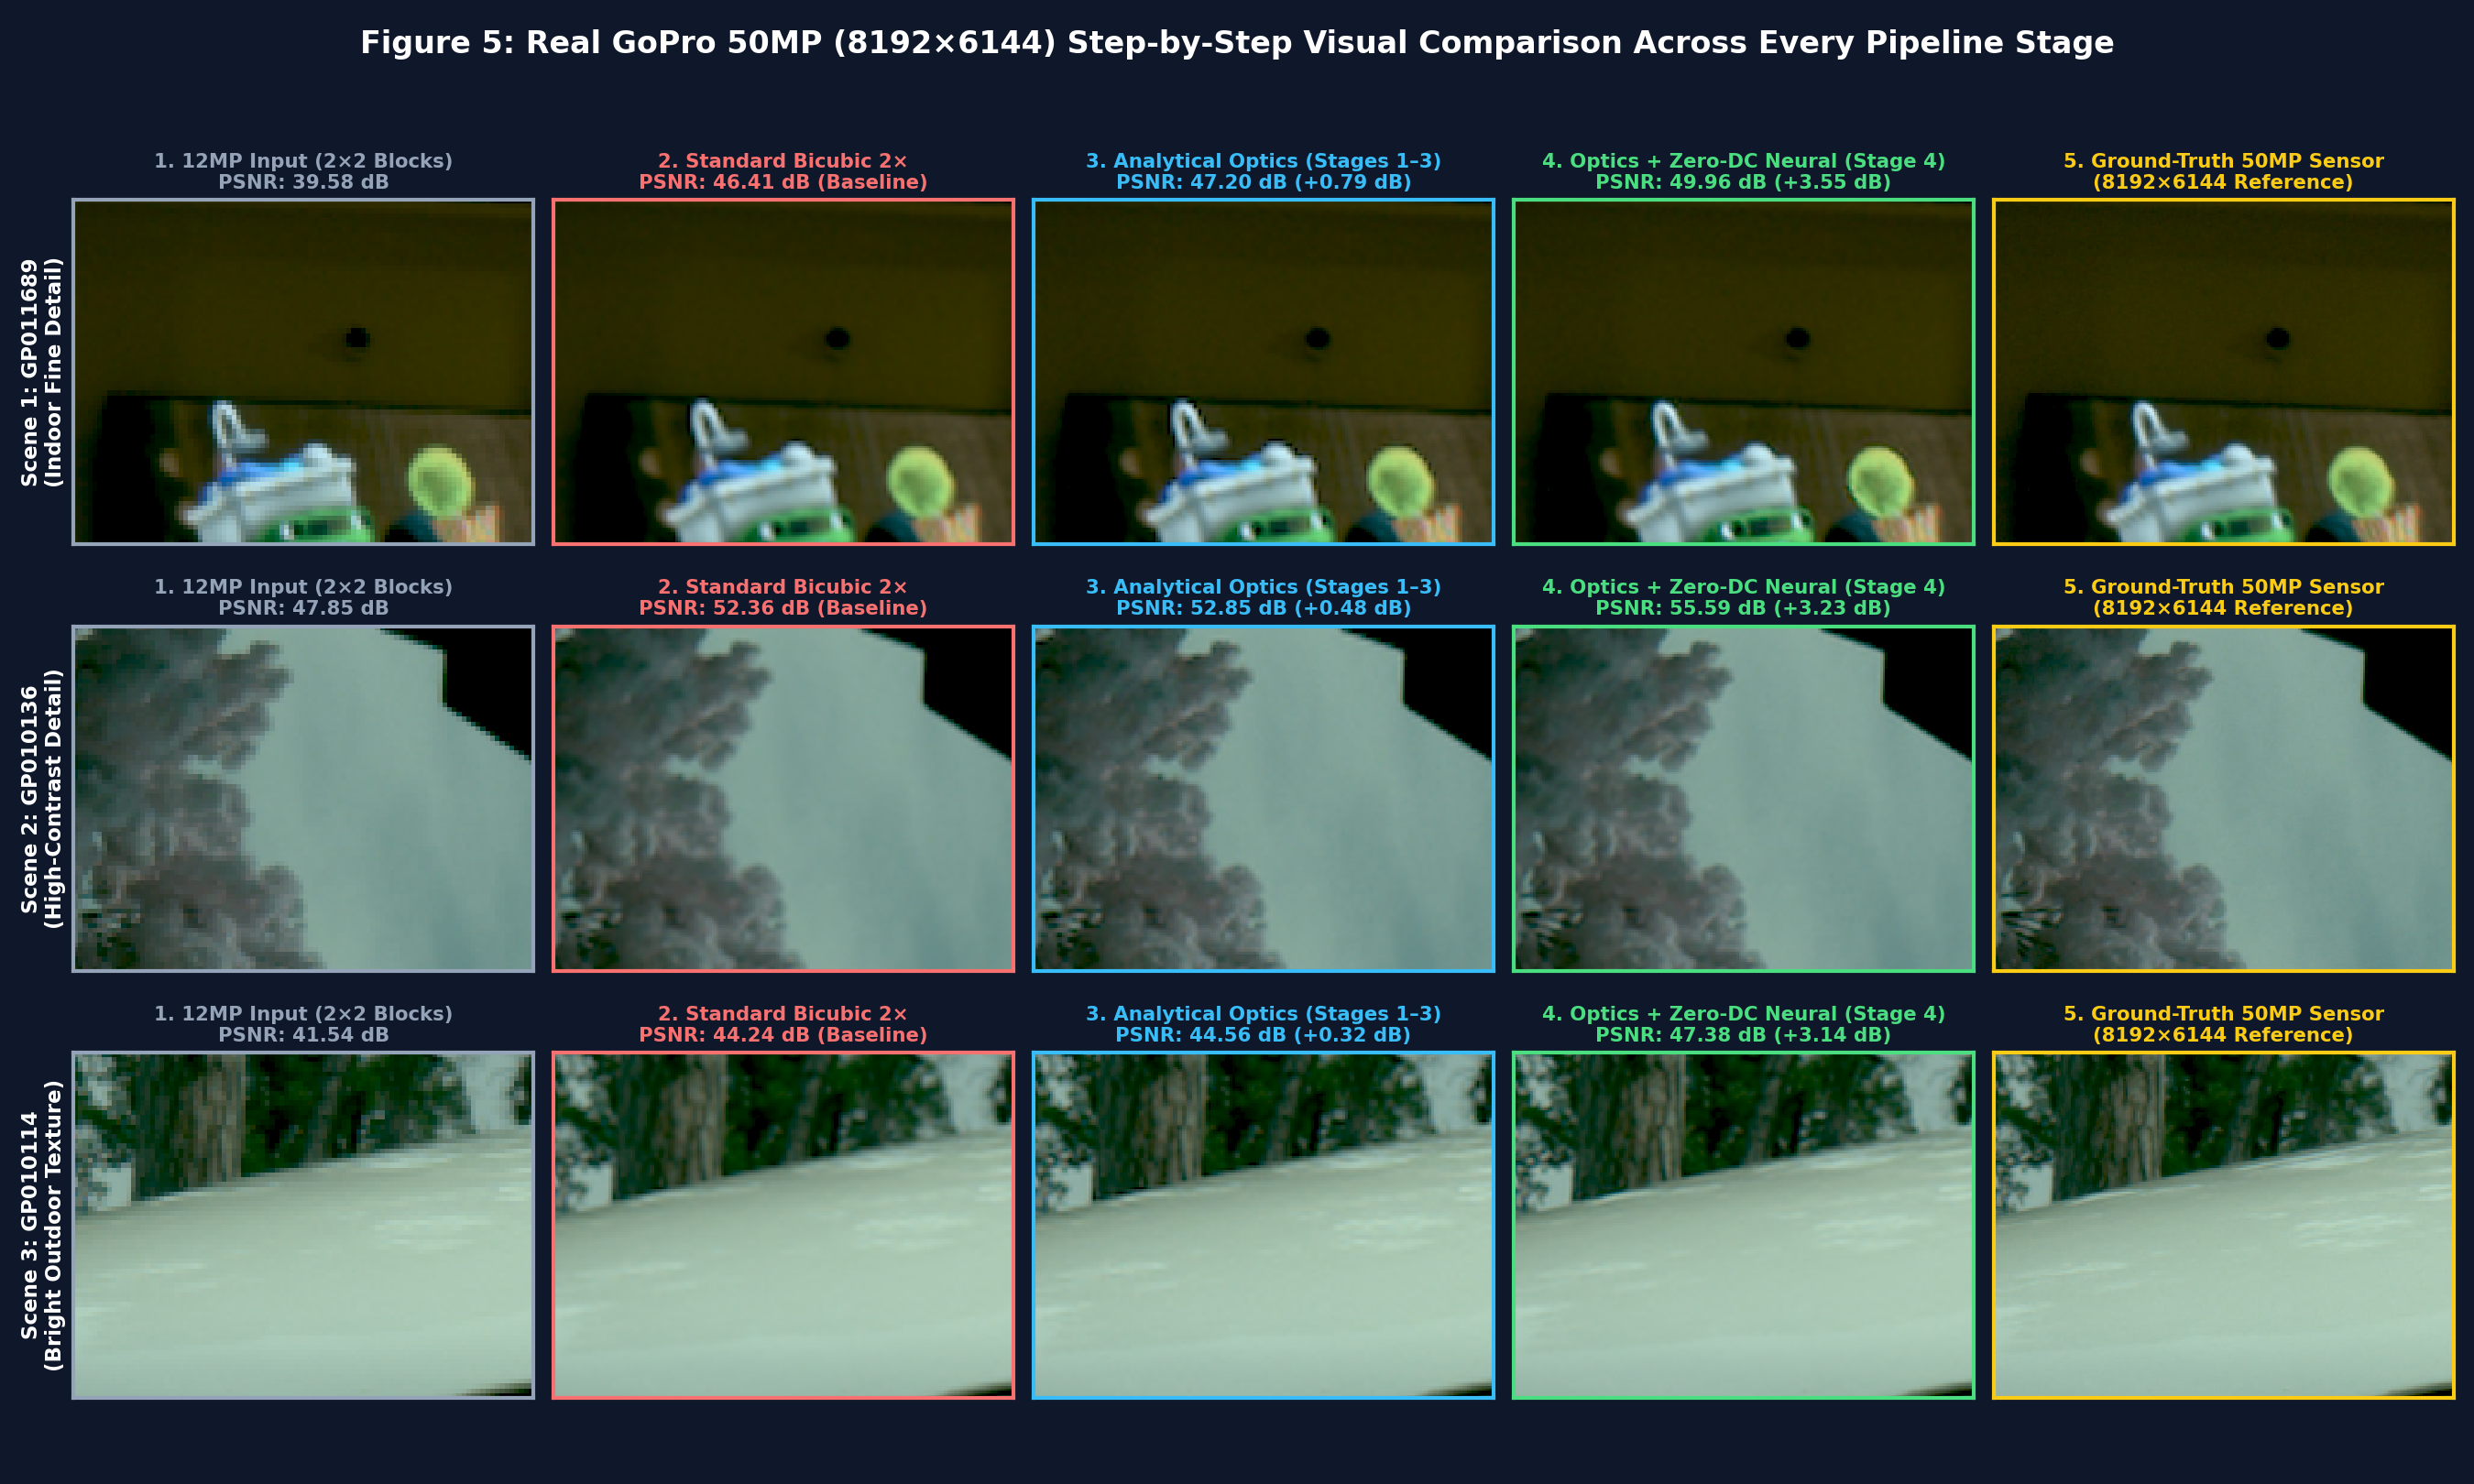 Figure 5: Real GoPro 50MP (8192×6144) Step-by-Step Visual Comparison Across Every Pipeline Stage
Scene 1: GP011689
(Indoor Fine Detail)
1. 12MP Input (2×2 Blocks)
PSNR: 39.58 dB
2. Standard Bicubic 2×
PSNR: 46.41 dB (Baseline)
3. Analytical Optics (Stages 1–3)
PSNR: 47.20 dB (+0.79 dB)
4. Optics + Zero-DC Neural (Stage 4)
PSNR: 49.96 dB (+3.55 dB)
5. Ground-Truth 50MP Sensor
(8192×6144 Reference)
Scene 2: GP010136
(High-Contrast Detail)
1. 12MP Input (2×2 Blocks)
PSNR: 47.85 dB
2. Standard Bicubic 2×
PSNR: 52.36 dB (Baseline)
3. Analytical Optics (Stages 1–3)
PSNR: 52.85 dB (+0.48 dB)
4. Optics + Zero-DC Neural (Stage 4)
PSNR: 55.59 dB (+3.23 dB)
5. Ground-Truth 50MP Sensor
(8192×6144 Reference)
Scene 3: GP010114
(Bright Outdoor Texture)
1. 12MP Input (2×2 Blocks)
PSNR: 41.54 dB
2. Standard Bicubic 2×
PSNR: 44.24 dB (Baseline)
3. Analytical Optics (Stages 1–3)
PSNR: 44.56 dB (+0.32 dB)
4. Optics + Zero-DC Neural (Stage 4)
PSNR: 47.38 dB (+3.14 dB)
5. Ground-Truth 50MP Sensor
(8192×6144 Reference)